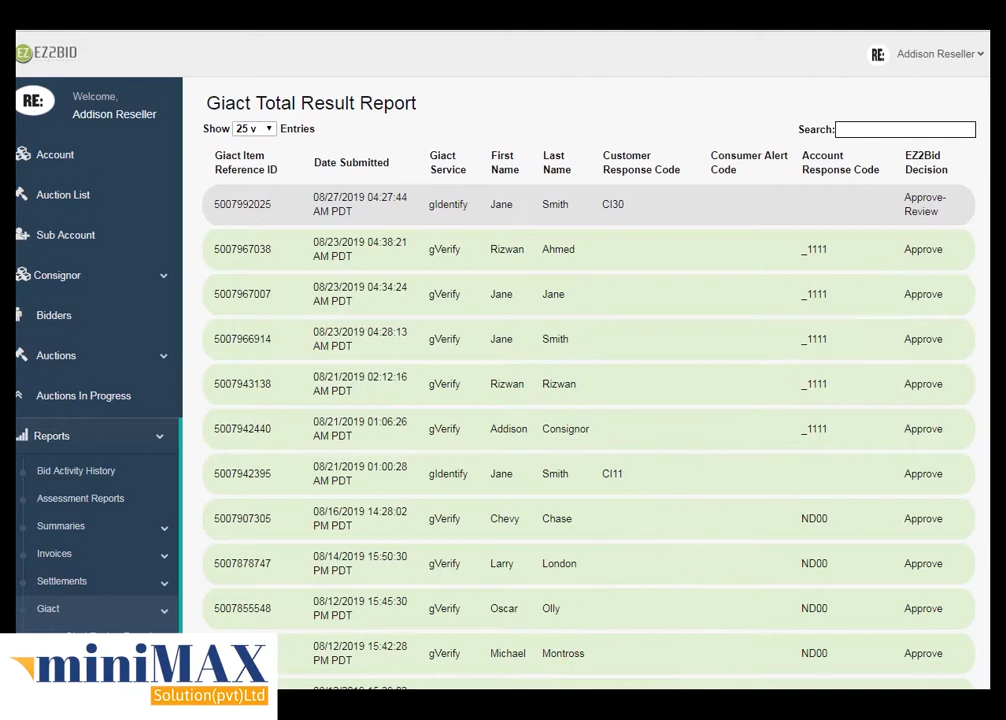 EZ EZ2BID
RE: Addison Reseller
RE: Welcome,
Addison Reseller
Account
Auction List
Sub Account
Consignor
Bidders
Auctions
Auctions In Progress
Reports
Bid Activity History
Assessment Reports
Summaries
Invoices
Settlements
Giact
Giact Total Result Report
Show 25 v Entries
Search:
Giact Item Reference ID Date Submitted Giact Service First Name Last Name Customer Response Code Consumer Alert Code Account Response Code EZ2Bid Decision
5007992025 08/27/2019 04:27:44 AM PDT gIdentify Jane Smith CI30 Approve-Review
5007967038 08/23/2019 04:38:21 AM PDT gVerify Rizwan Ahmed _1111 Approve
5007967007 08/23/2019 04:34:24 AM PDT gVerify Jane Jane _1111 Approve
5007966914 08/23/2019 04:28:13 AM PDT gVerify Jane Smith _1111 Approve
5007943138 08/21/2019 02:12:16 AM PDT gVerify Rizwan Rizwan _1111 Approve
5007942440 08/21/2019 01:06:26 AM PDT gVerify Addison Consignor _1111 Approve
5007942395 08/21/2019 01:00:28 AM PDT gIdentify Jane Smith CI11 Approve
5007907305 08/16/2019 14:28:02 PM PDT gVerify Chevy Chase ND00 Approve
5007878747 08/14/2019 15:50:30 PM PDT gVerify Larry London ND00 Approve
5007855548 08/12/2019 15:45:30 PM PDT gVerify Oscar Olly ND00 Approve
08/12/2019 15:42:28 PM PDT gVerify Michael Montross ND00 Approve
miniMAX
Solution(pvt)Ltd